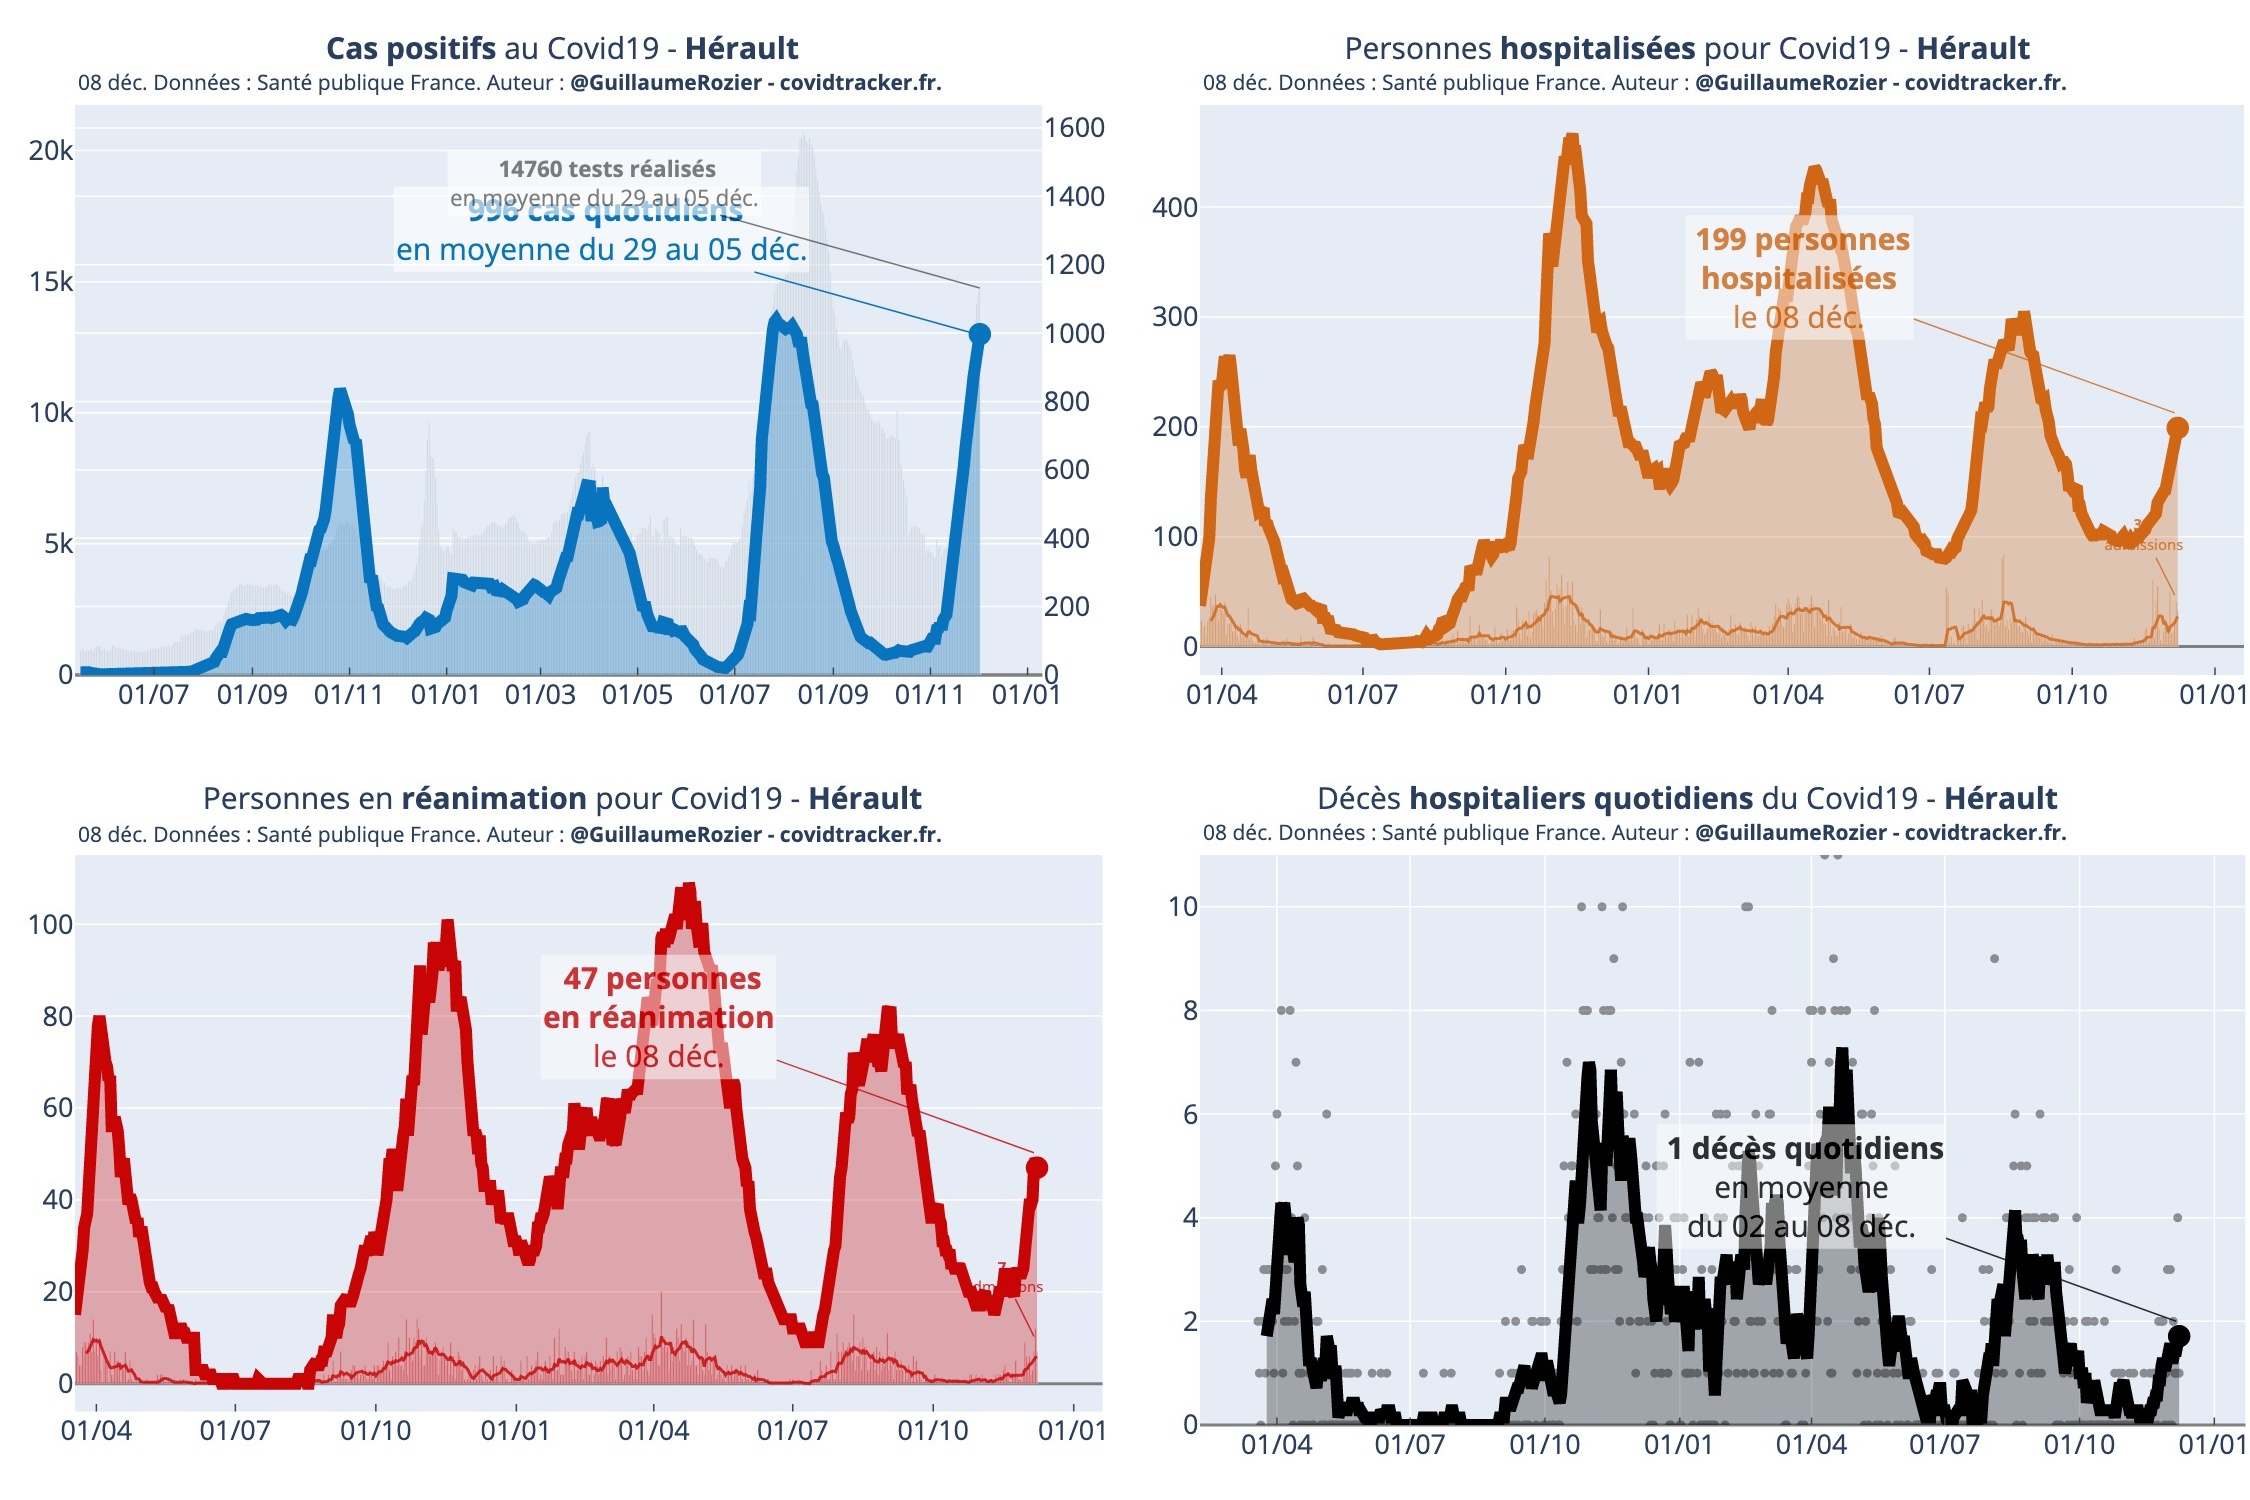 Cas positifs au Covid19 - Hérault
08 déc. Données : Santé publique France. Auteur : @GuillaumeRozier - covidtracker.fr.
20k
15k
10k
5k
0
1600
1400
1200
1000
800
600
400
200
0
14760 tests réalisés
en moyenne du 29 au 05 déc.
996 cas quotidiens
en moyenne du 29 au 05 déc.
01/07 01/09 01/11 01/01 01/03 01/05 01/07 01/09 01/11 01/01
Personnes hospitalisées pour Covid19 - Hérault
08 déc. Données : Santé publique France. Auteur : @GuillaumeRozier - covidtracker.fr.
400
300
200
100
0
199 personnes
hospitalisées
le 08 déc.
01/04 01/07 01/10 01/01 01/04 01/07 01/10 01/01
Personnes en réanimation pour Covid19 - Hérault
08 déc. Données : Santé publique France. Auteur : @GuillaumeRozier - covidtracker.fr.
100
80
60
40
20
0
47 personnes
en réanimation
le 08 déc.
01/04 01/07 01/10 01/01 01/04 01/07 01/10 01/01
Décès hospitaliers quotidiens du Covid19 - Hérault
08 déc. Données : Santé publique France. Auteur : @GuillaumeRozier - covidtracker.fr.
10
8
6
4
2
0
1 décès quotidiens
en moyenne
du 02 au 08 déc.
01/04 01/07 01/10 01/01 01/04 01/07 01/10 01/01